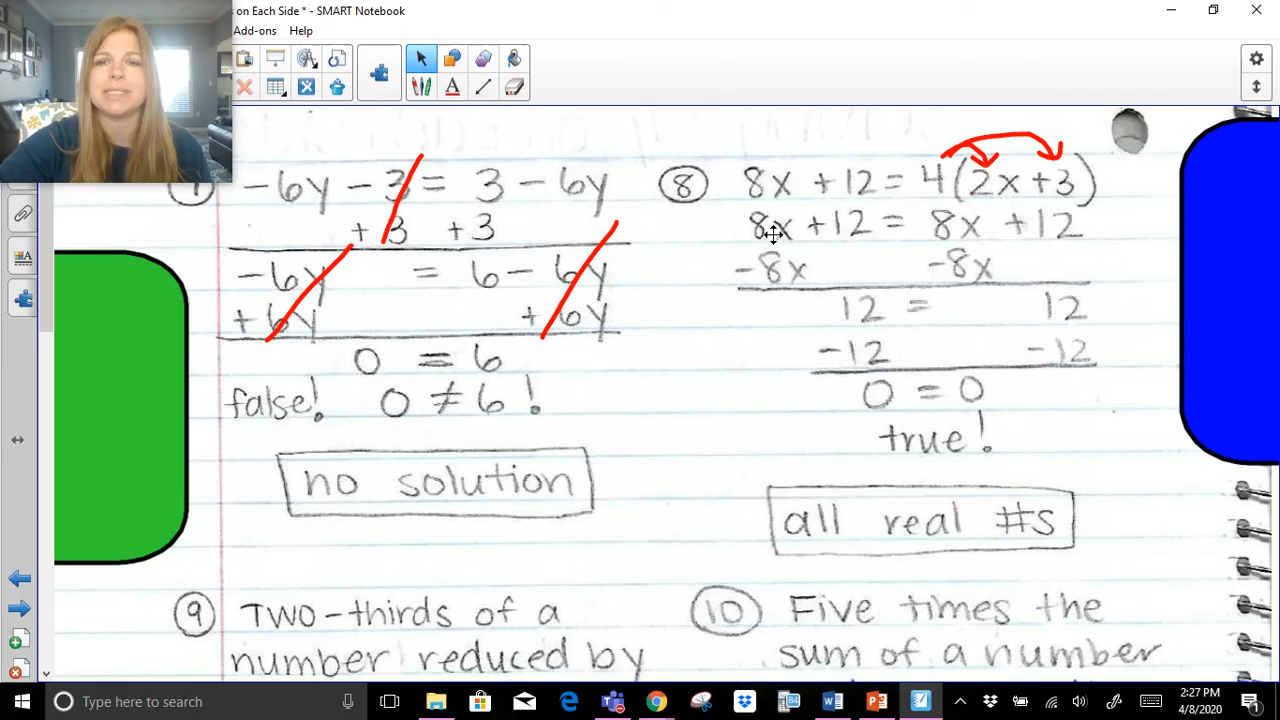 on Each Side * - SMART Notebook
Add-ons Help
-6y - 3 = 3 - 6y
+ 3 +3
-6y = 6 - 6y
+ 6y + 6y
0 = 6
false! 0 ≠ 6 !
no solution
⑧ 8x + 12 = 4(2x + 3)
8x + 12 = 8x + 12
-8x -8x
12 = 12
-12 -12
0 = 0
true!
all real #s
⑨ Two-thirds of a
number reduced by
⑩ Five times the
sum of a number
Type here to search
2:27 PM
4/8/2020